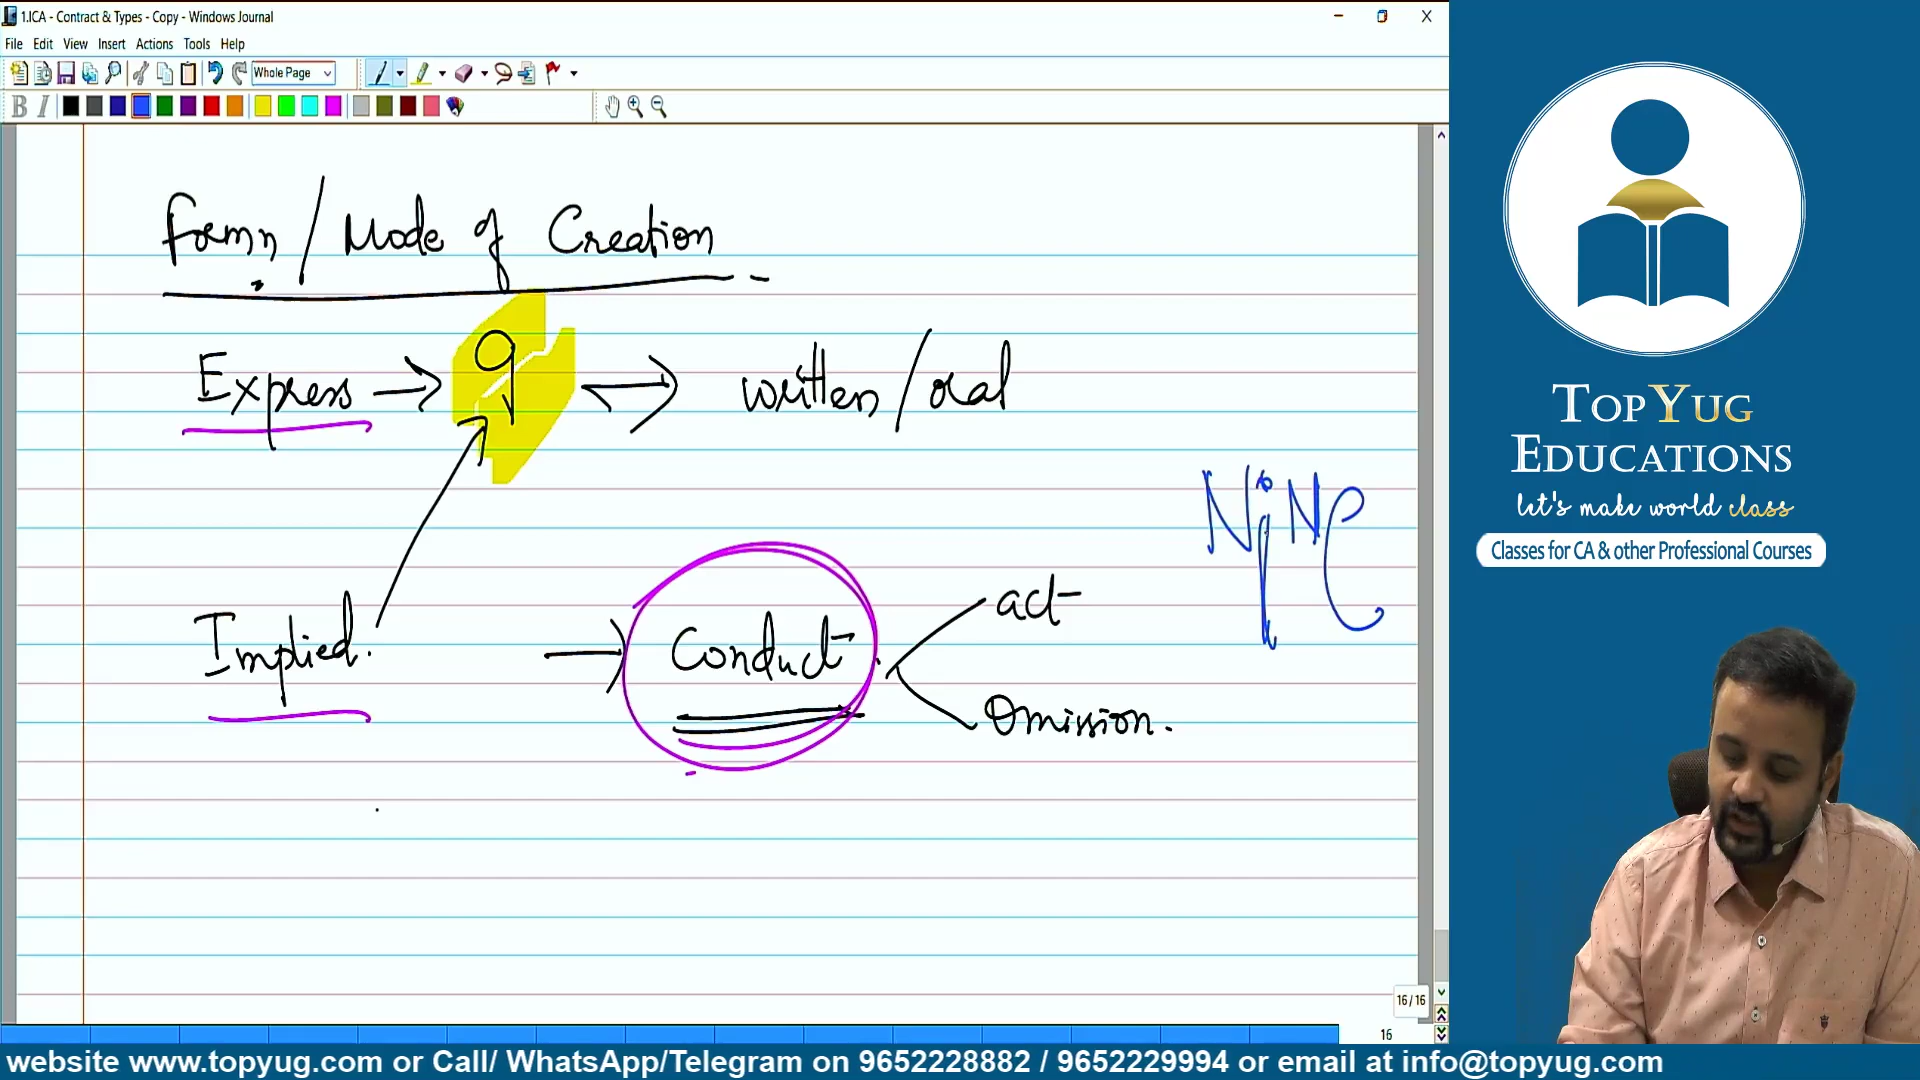 1.ICA - Contract & Types - Copy - Windows Journal
File Edit View Insert Actions Tools Help
Whole Page
B I
Formn / Mode of Creation
Express → 9 → written / oral
Implied. → Conduct
act
Omission.
16 / 16
16
TOPYUG
EDUCATIONS
let's make world class
Classes for CA & other Professional Courses
website www.topyug.com or Call/ WhatsApp/Telegram on 9652228882 / 9652229994 or email at info@topyug.com